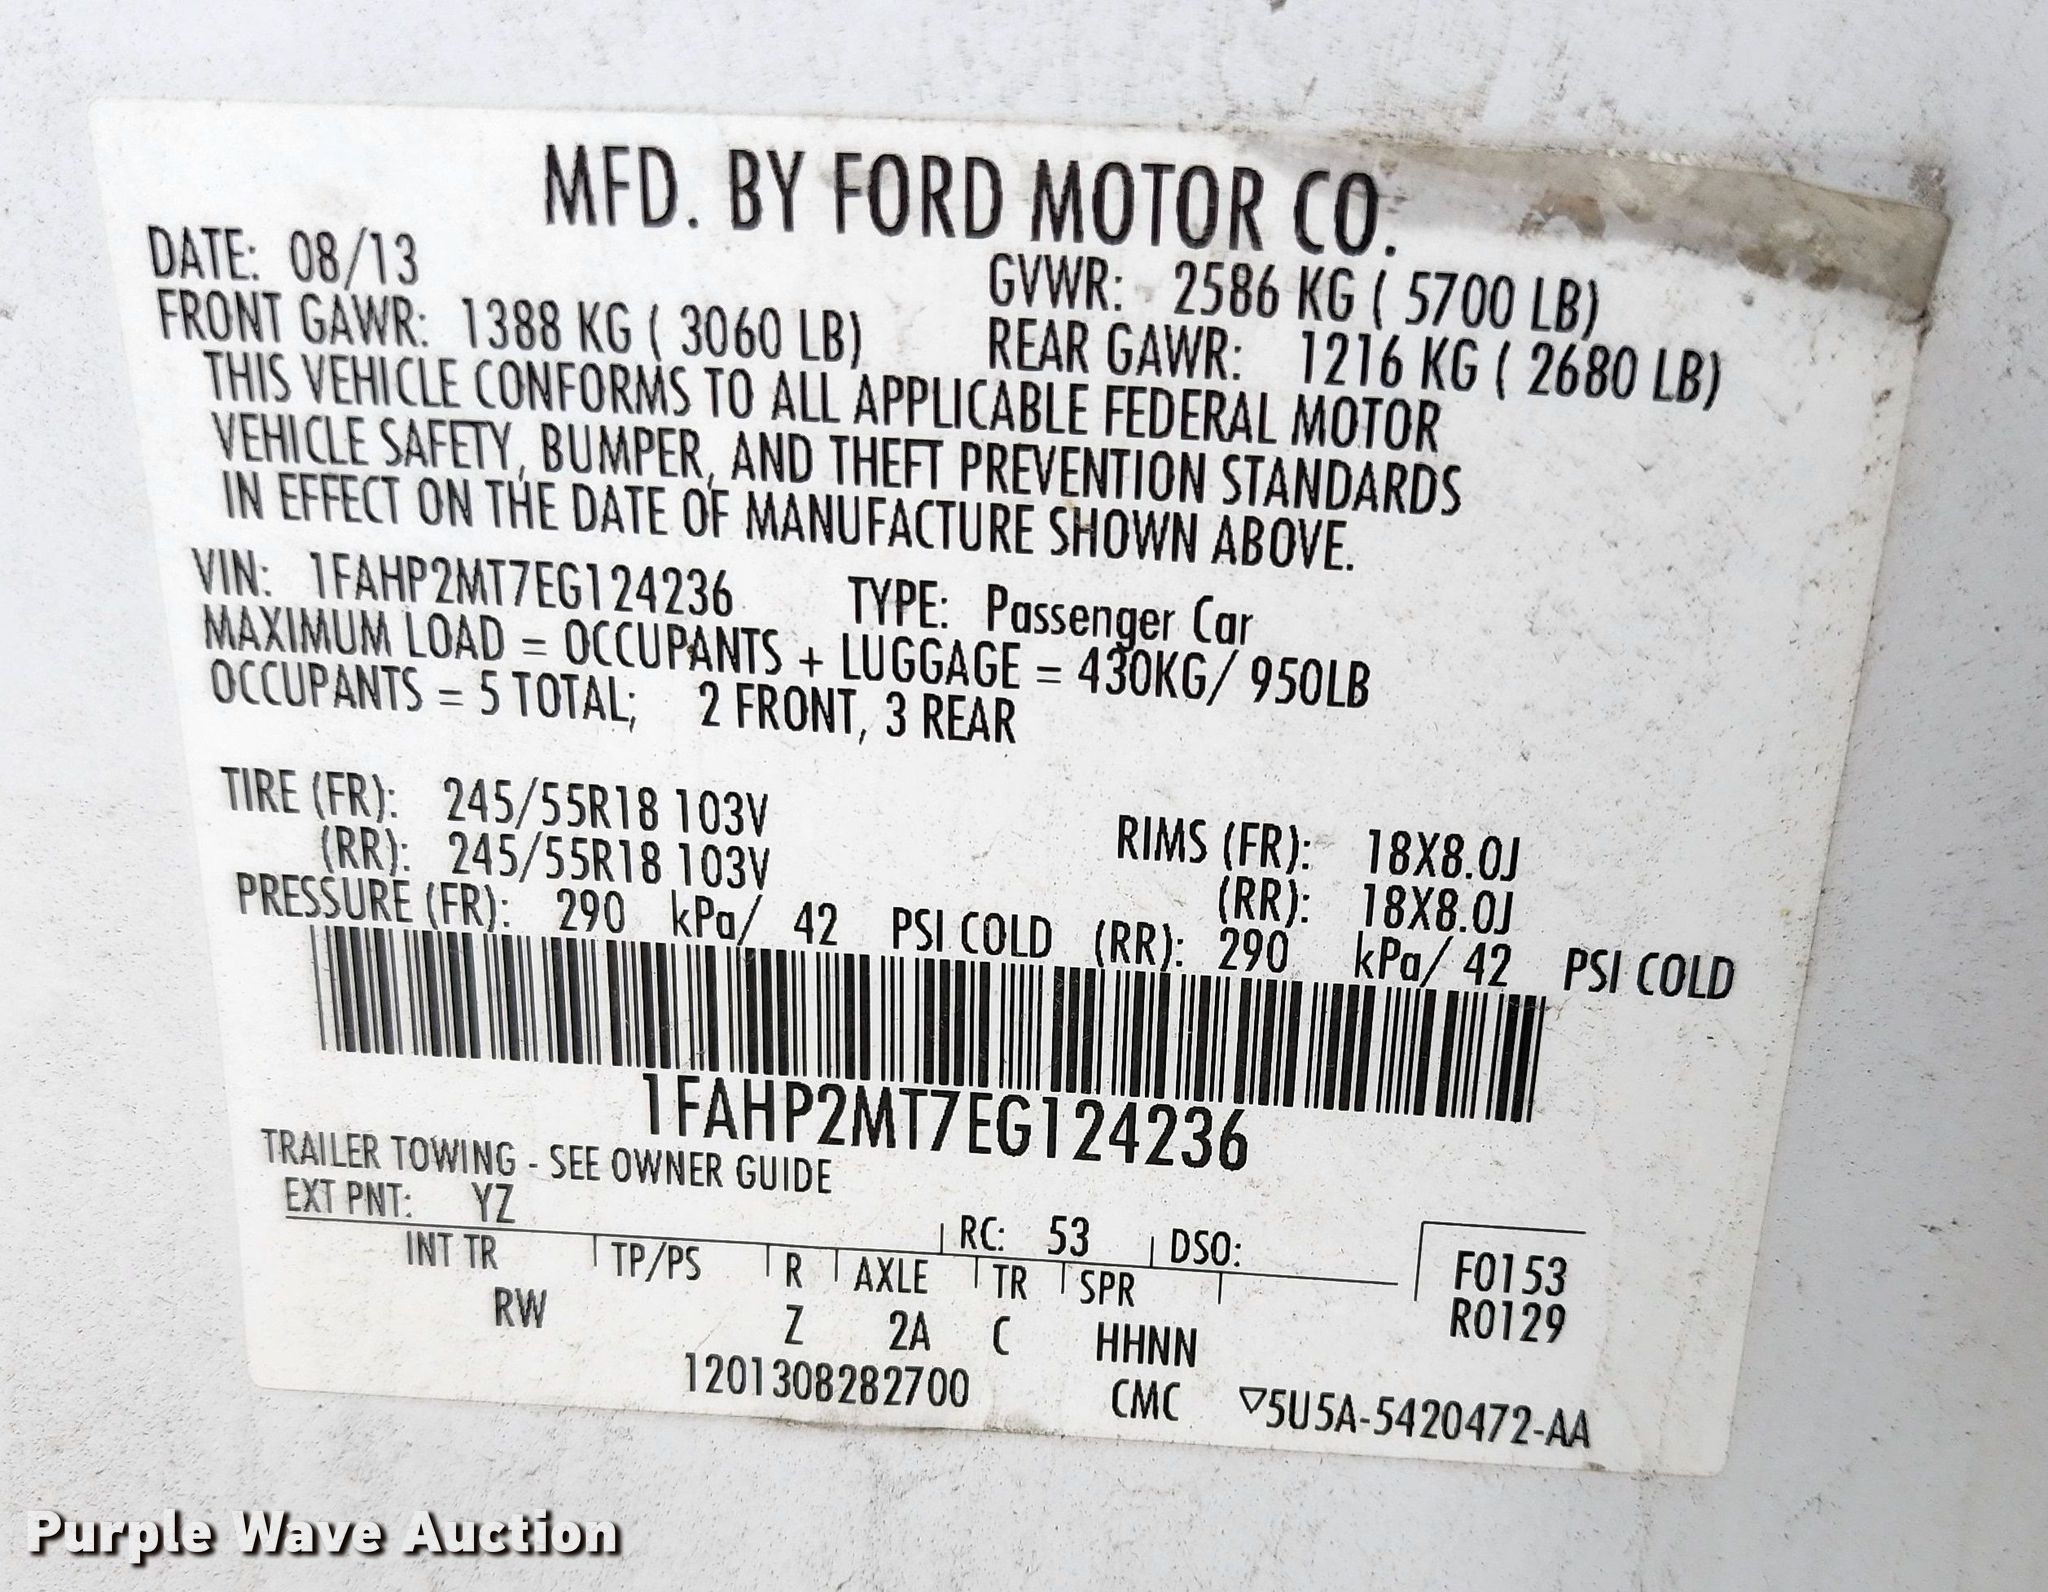 MFD. BY FORD MOTOR CO.
DATE: 08/13 GVWR: 2586 KG ( 5700 LB)
FRONT GAWR: 1388 KG ( 3060 LB) REAR GAWR: 1216 KG ( 2680 LB)
THIS VEHICLE CONFORMS TO ALL APPLICABLE FEDERAL MOTOR
VEHICLE SAFETY, BUMPER, AND THEFT PREVENTION STANDARDS
IN EFFECT ON THE DATE OF MANUFACTURE SHOWN ABOVE.
VIN: 1FAHP2MT7EG124236 TYPE: Passenger Car
MAXIMUM LOAD = OCCUPANTS + LUGGAGE = 430KG/ 950LB
OCCUPANTS = 5 TOTAL; 2 FRONT, 3 REAR
TIRE (FR): 245/55R18 103V RIMS (FR): 18X8.0J
(RR): 245/55R18 103V (RR): 18X8.0J
PRESSURE (FR): 290 kPa/ 42 PSI COLD (RR): 290 kPa/ 42 PSI COLD
1FAHP2MT7EG124236
TRAILER TOWING - SEE OWNER GUIDE
EXT PNT: YZ RC: 53 DSO:
INT TR TP/PS R AXLE TR SPR F0153
RW Z 2A C HHNN R0129
1201308282700 CMC ▽5U5A-5420472-AA
Purple Wave Auction